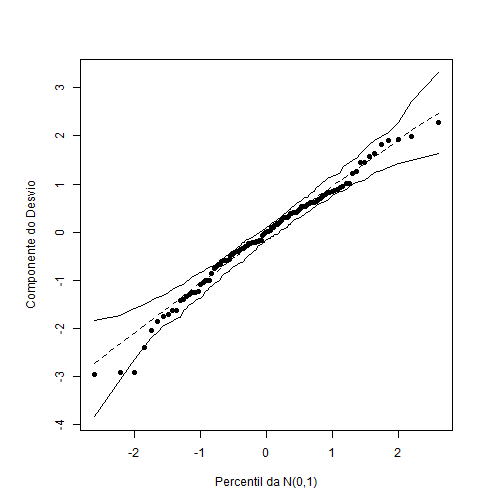 3
2
1
0
-1
-2
-3
-4
Componente do Desvio
-2 -1 0 1 2
Percentil da N(0,1)